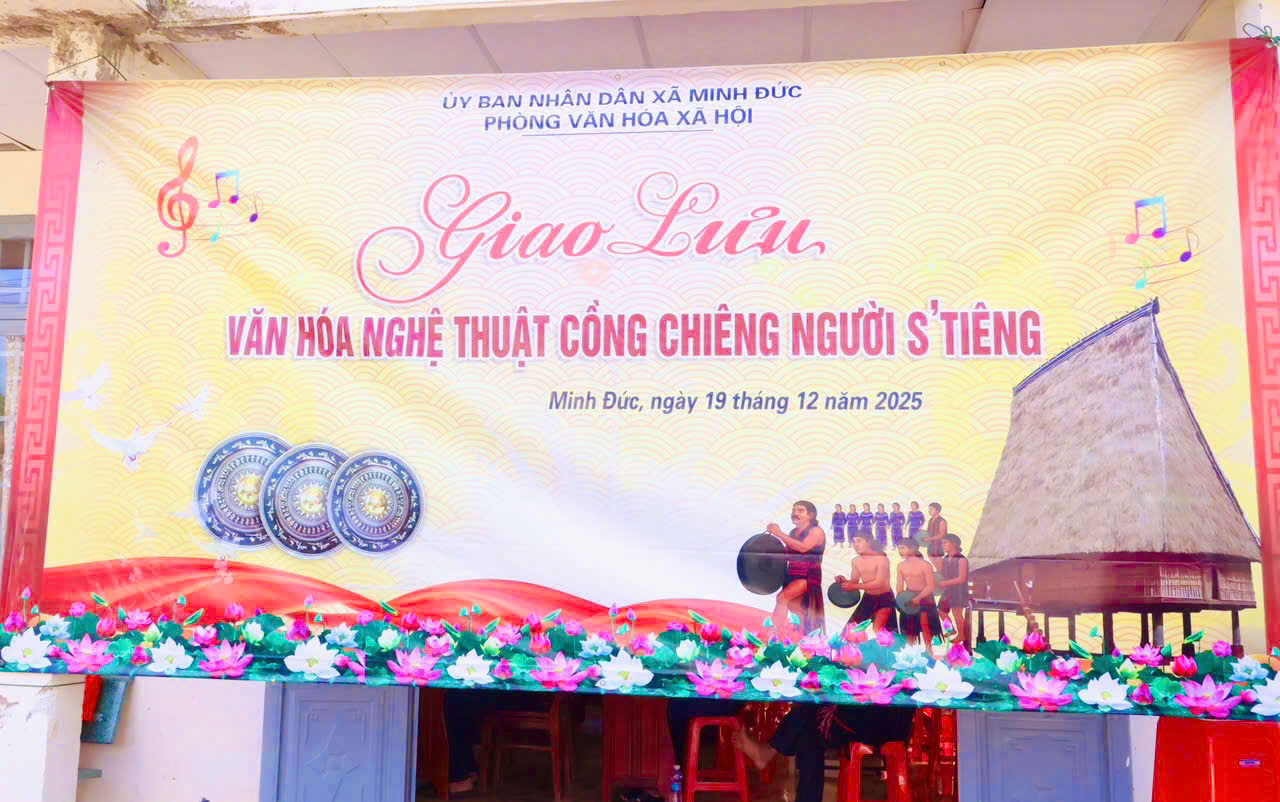 ỦY BAN NHÂN DÂN XÃ MINH ĐỨC
PHÒNG VĂN HÓA XÃ HỘI
Giao Lưu
VĂN HÓA NGHỆ THUẬT CỒNG CHIÊNG NGƯỜI S'TIÊNG
Minh Đức, ngày 19 tháng 12 năm 2025